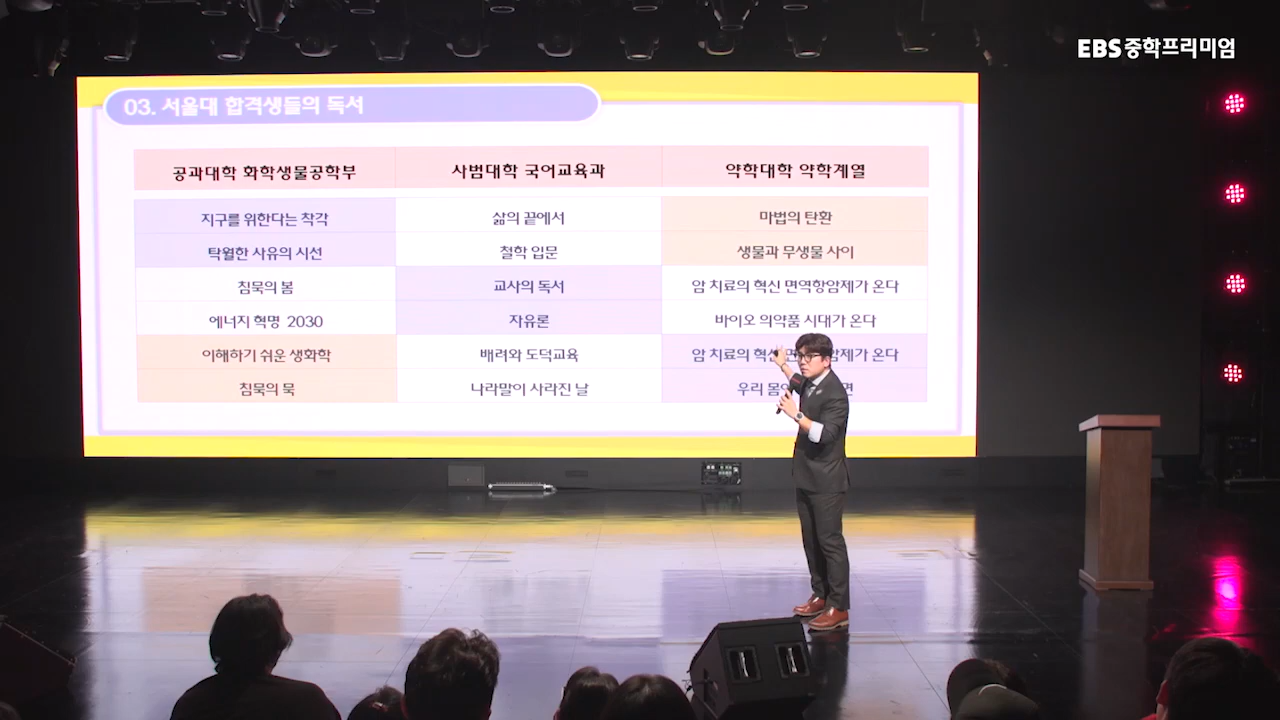 EBS 중학프리미엄
03. 서울대 합격생들의 독서
공과대학 화학생물공학부 사범대학 국어교육과 약학대학 약학계열
지구를 위한다는 착각 삶의 끝에서 마법의 탄환
탁월한 사유의 시선 철학 입문 생물과 무생물 사이
침묵의 봄 교사의 독서 암 치료의 혁신 면역항암제가 온다
에너지 혁명 2030 자유론 바이오 의약품 시대가 온다
이해하기 쉬운 생화학 배려와 도덕교육 암 치료의 혁신 면 암제가 온다
침묵의 묵 나라말이 사라진 날 우리 몸 면